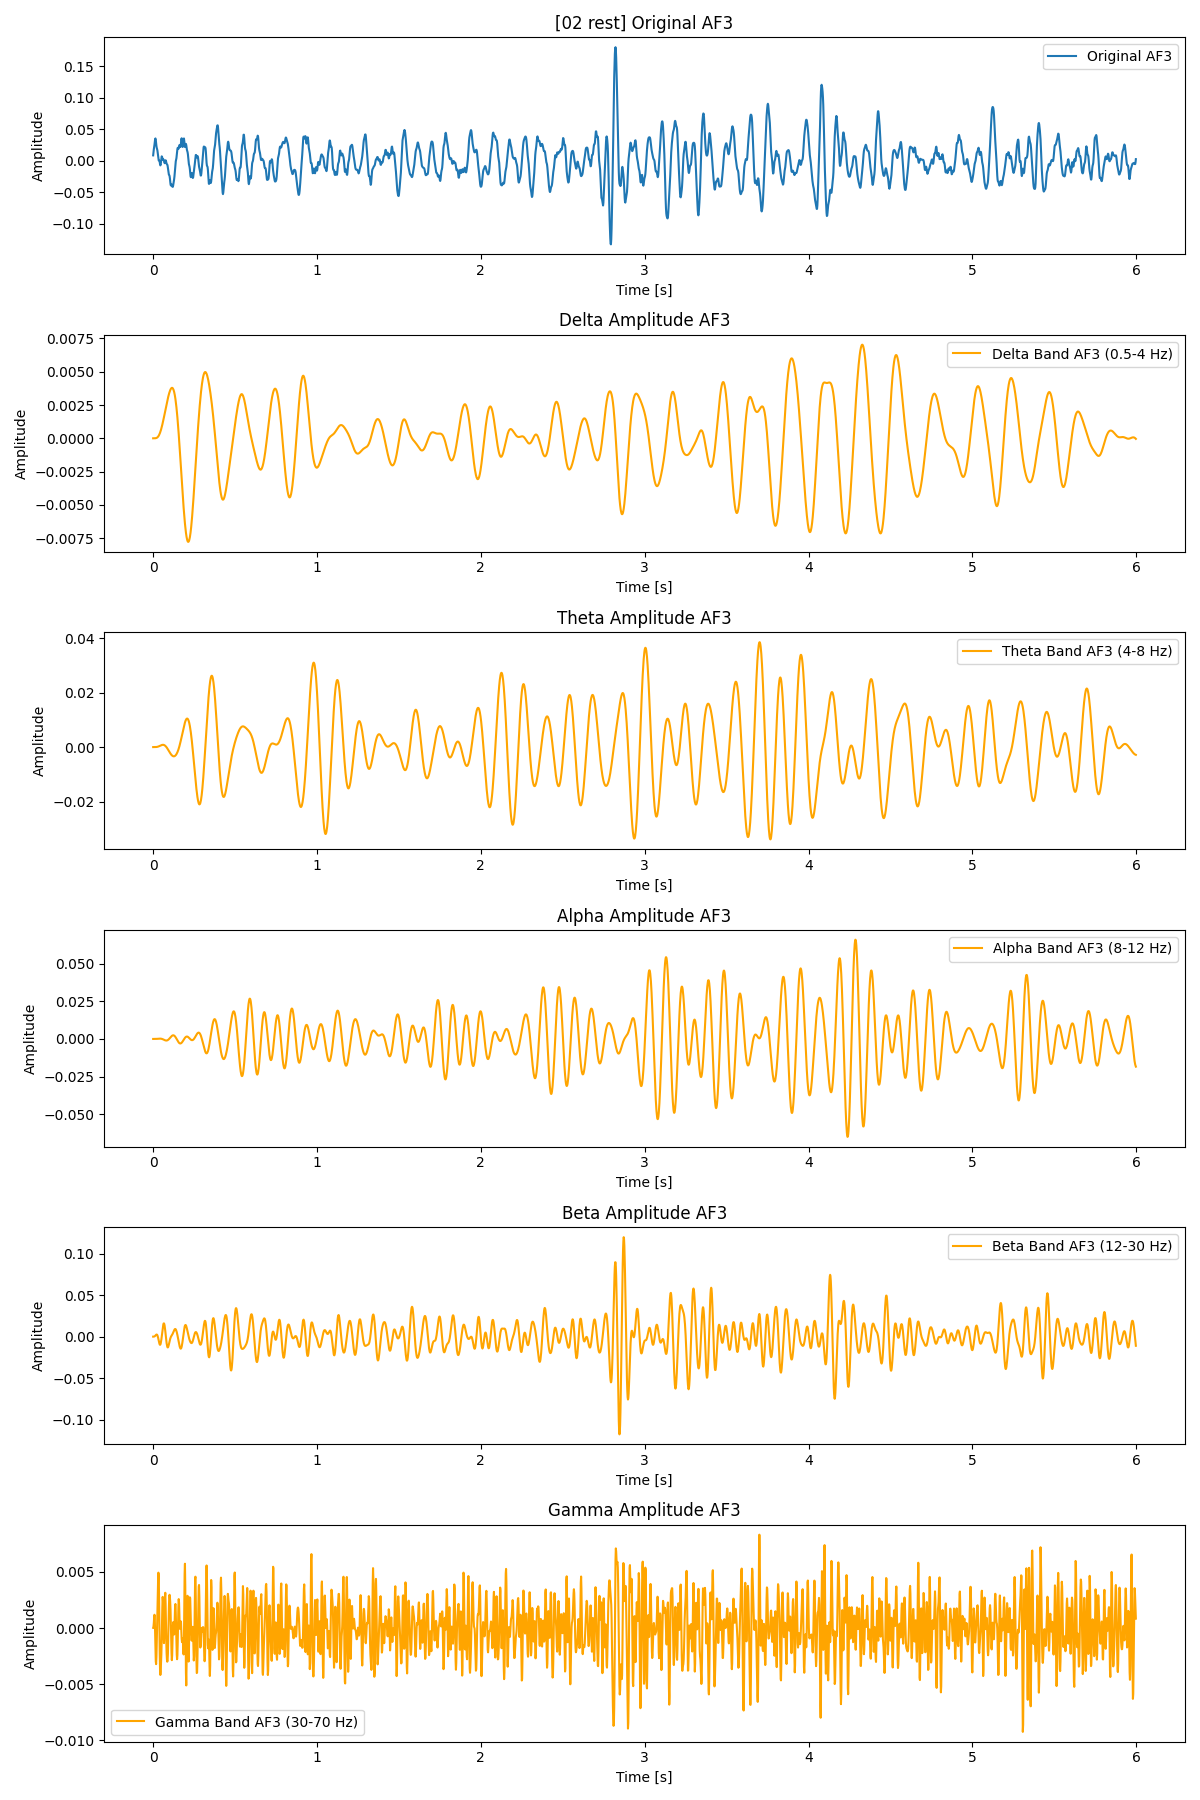 [02 rest] Original AF3
Original AF3
Amplitude
0.15
0.10
0.05
0.00
−0.05
−0.10
0 1 2 3 4 5 6
Time [s]
Delta Amplitude AF3
Delta Band AF3 (0.5-4 Hz)
Amplitude
0.0075
0.0050
0.0025
0.0000
−0.0025
−0.0050
−0.0075
0 1 2 3 4 5 6
Time [s]
Theta Amplitude AF3
Theta Band AF3 (4-8 Hz)
Amplitude
0.04
0.02
0.00
−0.02
0 1 2 3 4 5 6
Time [s]
Alpha Amplitude AF3
Alpha Band AF3 (8-12 Hz)
Amplitude
0.050
0.025
0.000
−0.025
−0.050
0 1 2 3 4 5 6
Time [s]
Beta Amplitude AF3
Beta Band AF3 (12-30 Hz)
Amplitude
0.10
0.05
0.00
−0.05
−0.10
0 1 2 3 4 5 6
Time [s]
Gamma Amplitude AF3
Amplitude
0.005
0.000
−0.005
−0.010
Gamma Band AF3 (30-70 Hz)
0 1 2 3 4 5 6
Time [s]